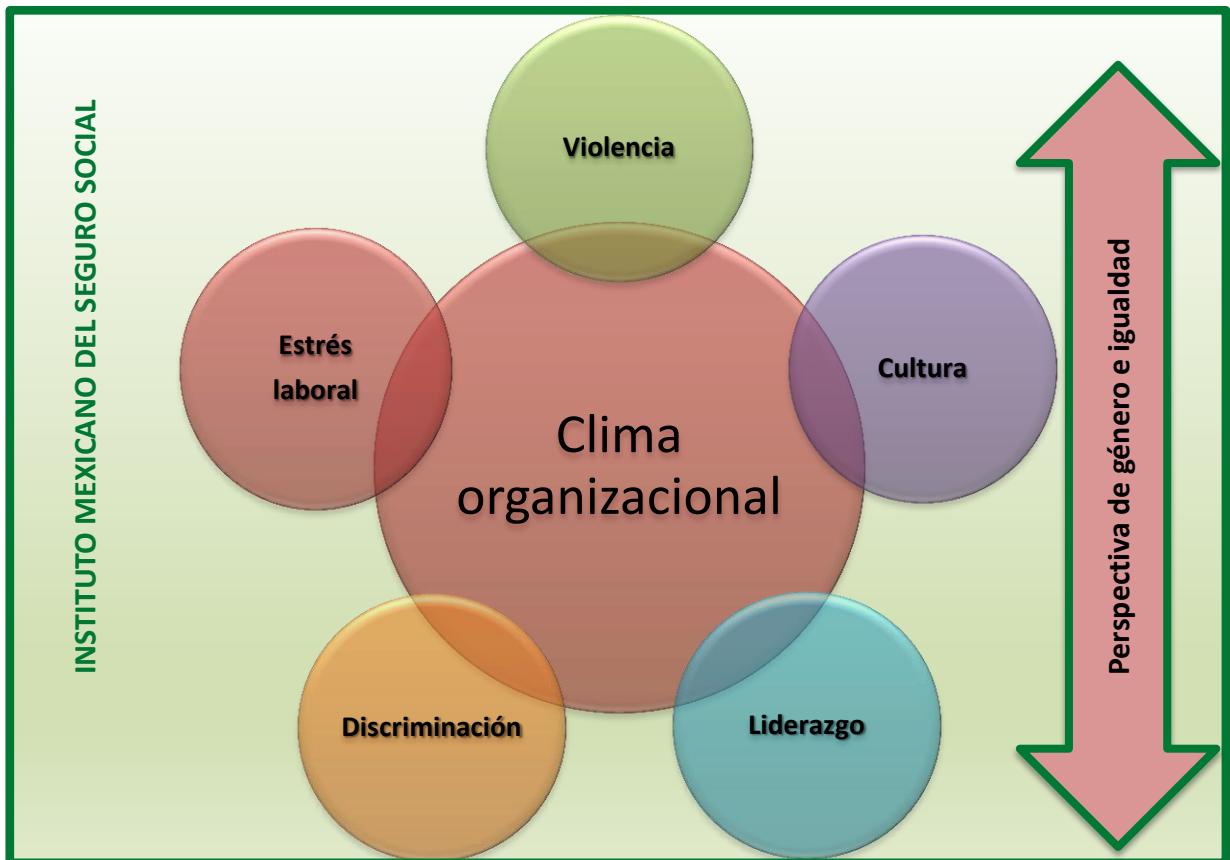 INSTITUTO MEXICANO DEL SEGURO SOCIAL
Violencia
Estrés
laboral
Cultura
Clima
organizacional
Discriminación
Liderazgo
Perspectiva de género e igualdad